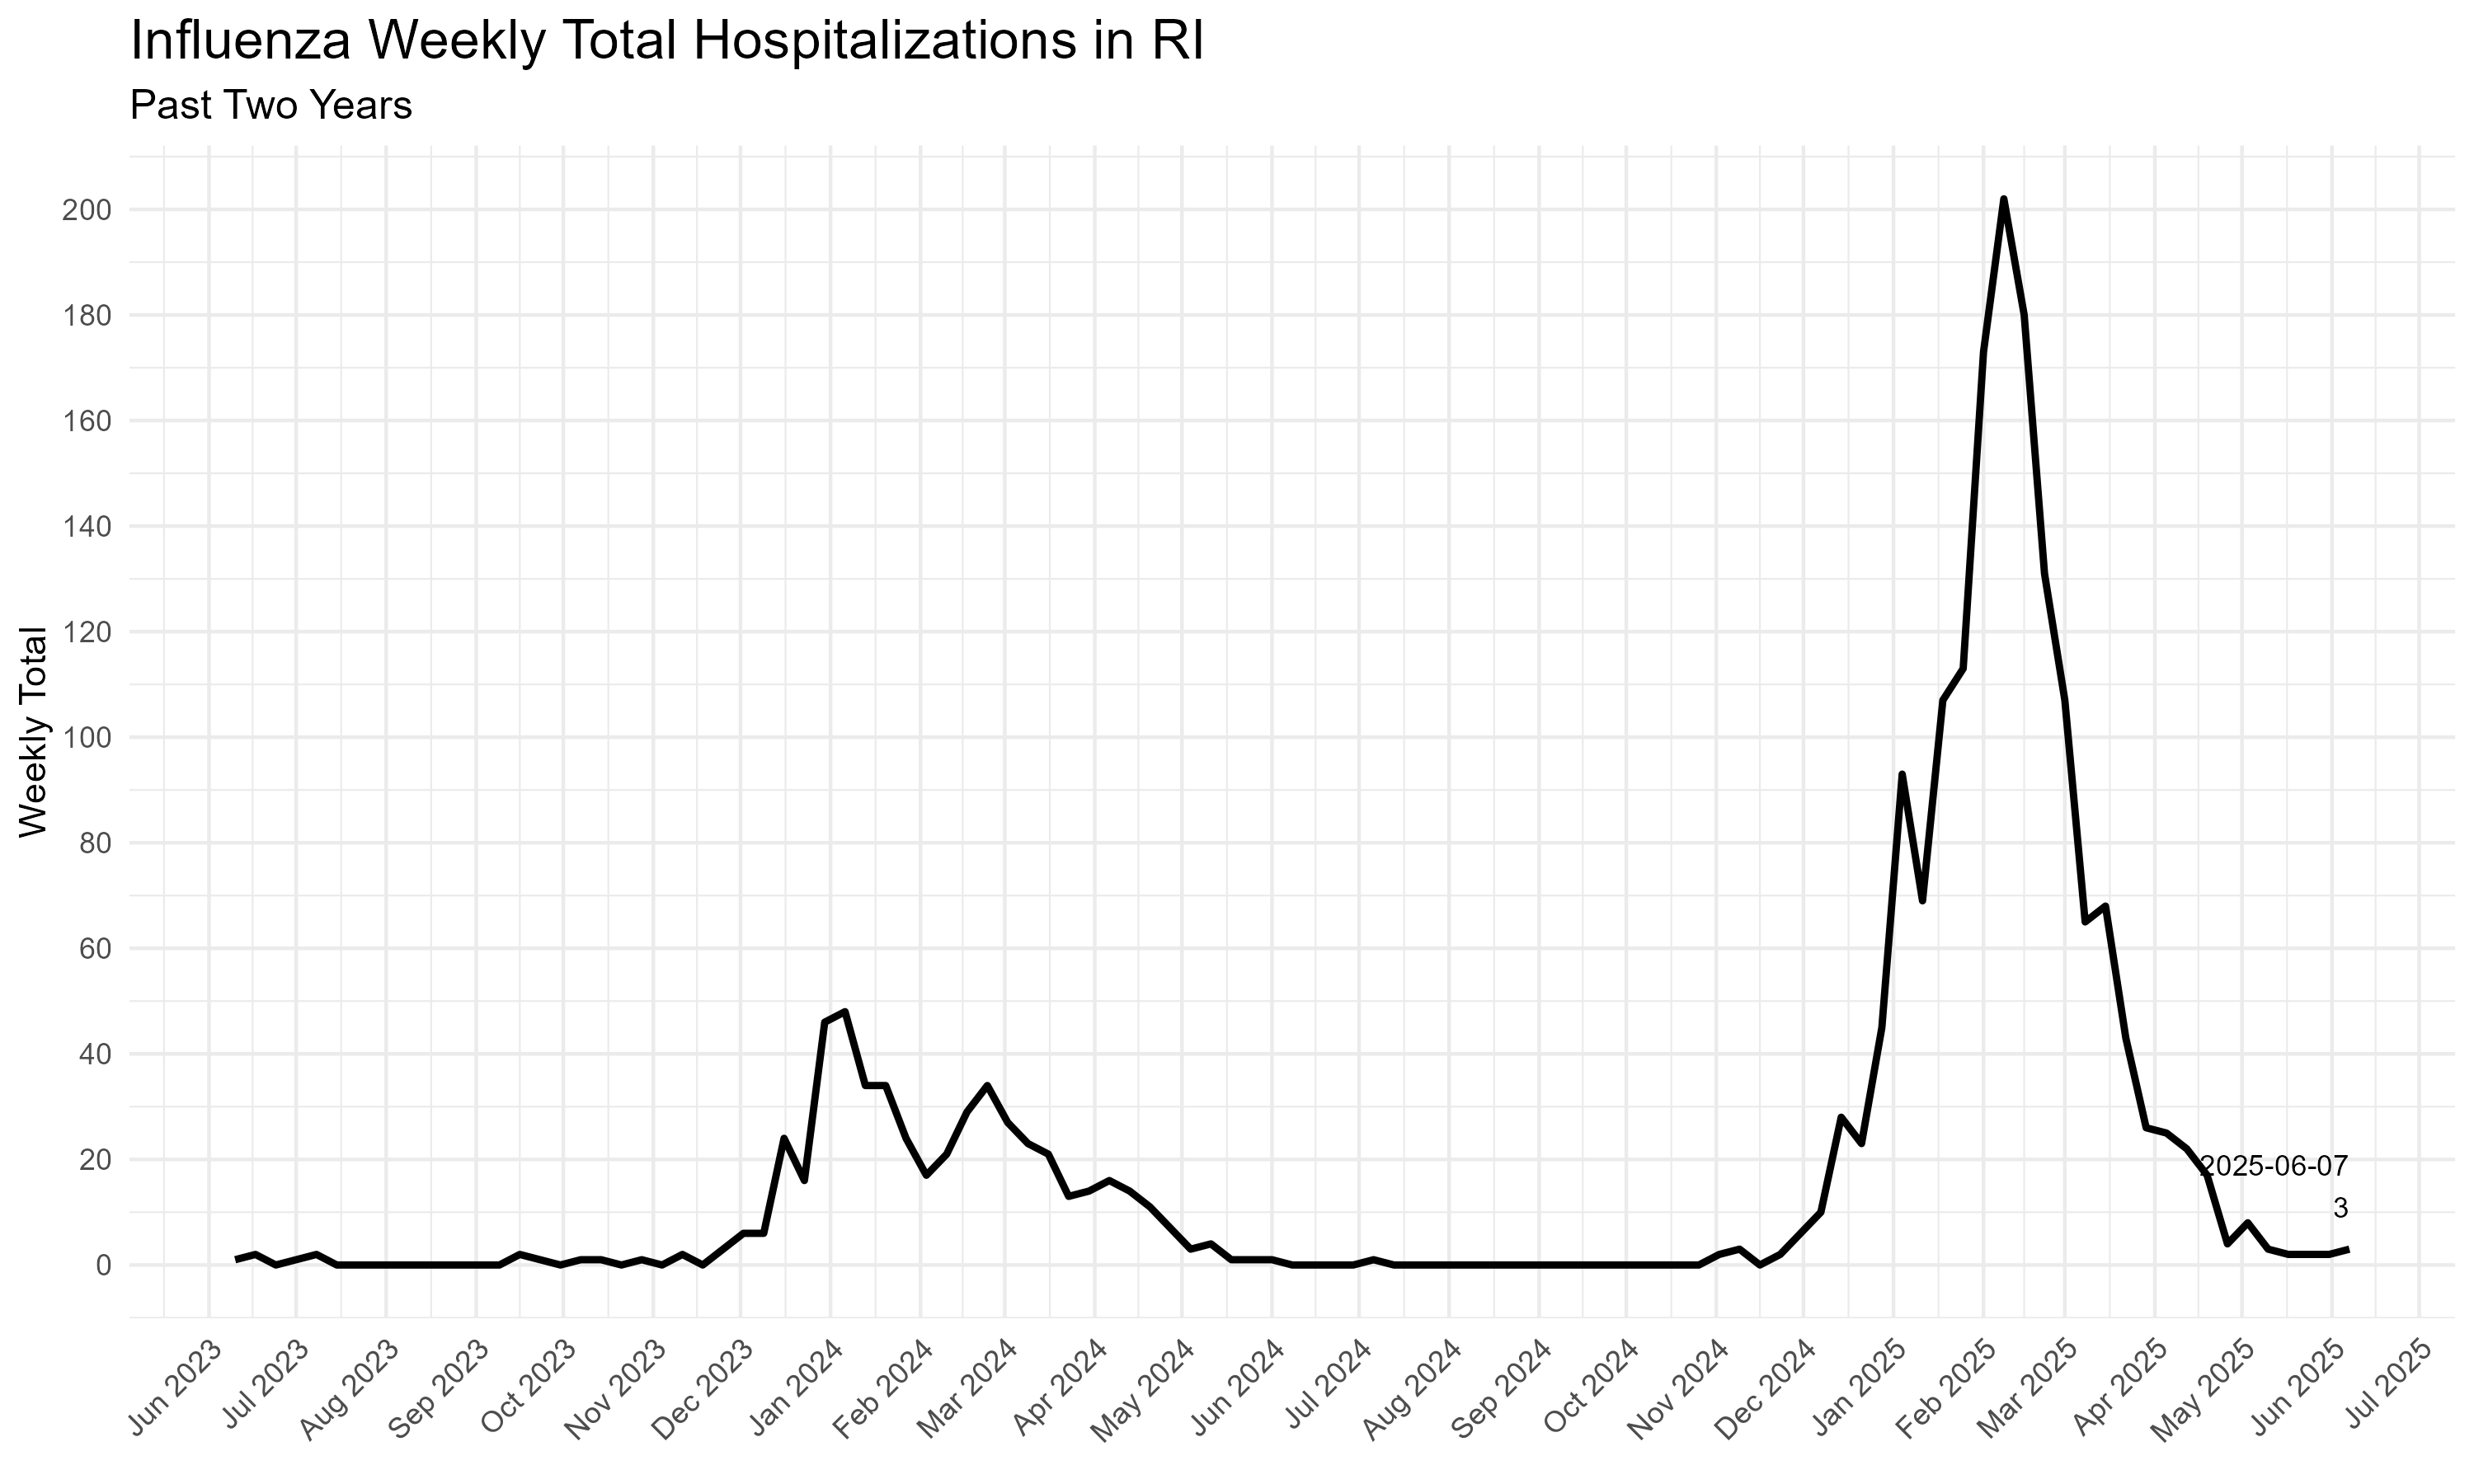 Influenza Weekly Total Hospitalizations in RI
Past Two Years
Weekly Total
200
180
160
140
120
100
80
60
40
20
0
2025-06-07
3
Jun 2023
Jul 2023
Aug 2023
Sep 2023
Oct 2023
Nov 2023
Dec 2023
Jan 2024
Feb 2024
Mar 2024
Apr 2024
May 2024
Jun 2024
Jul 2024
Aug 2024
Sep 2024
Oct 2024
Nov 2024
Dec 2024
Jan 2025
Feb 2025
Mar 2025
Apr 2025
May 2025
Jun 2025
Jul 2025